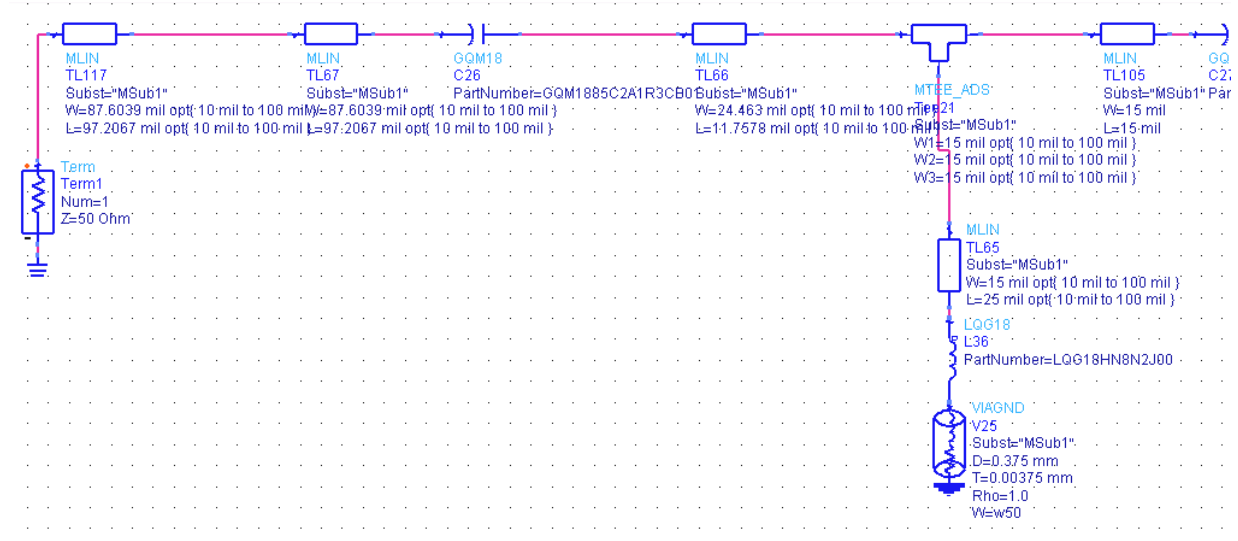 MLIN
TL117
Subst="MSub1"
W=87.6039 mil opt{ 10 mil to 100 mil }
L=97.2067 mil opt{ 10 mil to 100 mil }
MLIN
TL67
Subst="MSub1"
W=87.6039 mil opt{ 10 mil to 100 mil }
L=97.2067 mil opt{ 10 mil to 100 mil }
GQM18
C26
PartNumber=GQM1885C2A1R3CB01
MLIN
TL66
Subst="MSub1"
W=24.463 mil opt{ 10 mil to 100 mil }
L=11.7578 mil opt{ 10 mil to 100 mil }
MTEE_ADS
Tee21
Subst="MSub1"
W1=15 mil opt{ 10 mil to 100 mil }
W2=15 mil opt{ 10 mil to 100 mil }
W3=15 mil opt{ 10 mil to 100 mil }
MLIN
TL105
Subst="MSub1"
W=15 mil
L=15 mil
GQ
C27
Par
Term
Term1
Num=1
Z=50 Ohm
MLIN
TL65
Subst="MSub1"
W=15 mil opt{ 10 mil to 100 mil }
L=25 mil opt{ 10 mil to 100 mil }
LQG18
L36
PartNumber=LQG18HN8N2J00
VIAGND
V25
Subst="MSub1"
D=0.375 mm
T=0.00375 mm
Rho=1.0
W=w50